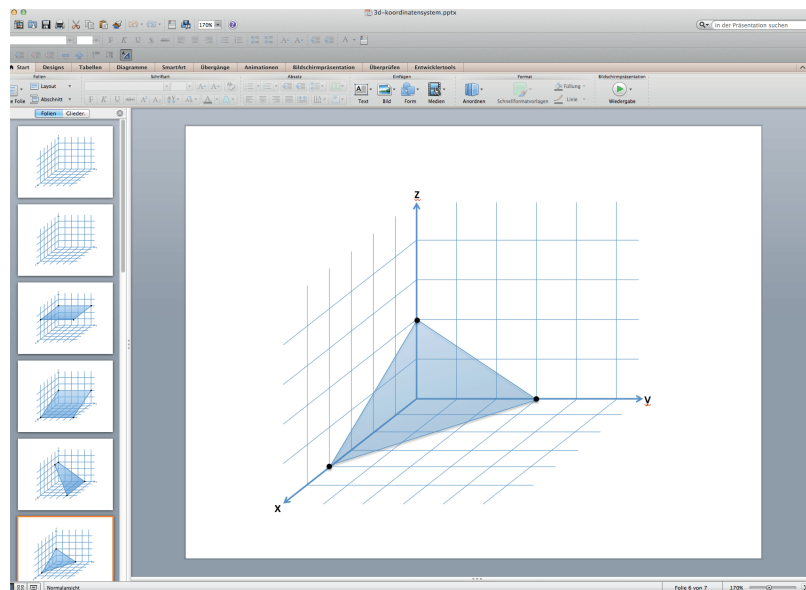 3d-koordinatensystem.pptx
170%
In der Präsentation suchen
F K U S
Start Designs Tabellen Diagramme SmartArt Übergänge Animationen Bildschirmpräsentation Überprüfen Entwicklertools
Folien Schriftart Absatz Einfügen Format Bildschirmpräsentation
Layout
Füllung
e Folie Abschnitt F K U Text Bild Form Medien Anordnen Schnellformatvorlagen Linie Wiedergabe
Folien Glieder.
Z
V
X
Normalansicht Folie 6 von 7 170%